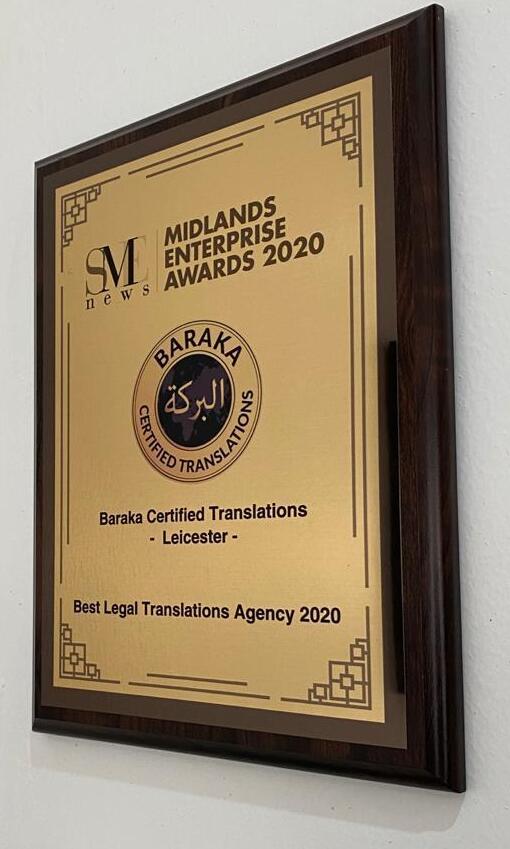 SME
news
MIDLANDS
ENTERPRISE
AWARDS 2020
BARAKA
البركة
CERTIFIED TRANSLATIONS
Baraka Certified Translations
- Leicester -
Best Legal Translations Agency 2020